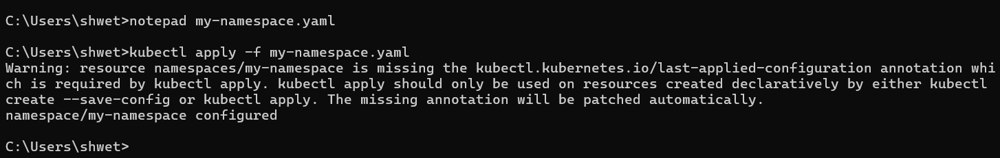 C:\Users\shwet>notepad my-namespace.yaml
C:\Users\shwet>kubectl apply -f my-namespace.yaml
Warning: resource namespaces/my-namespace is missing the kubectl.kubernetes.io/last-applied-configuration annotation whi
ch is required by kubectl apply. kubectl apply should only be used on resources created declaratively by either kubectl
create --save-config or kubectl apply. The missing annotation will be patched automatically.
namespace/my-namespace configured
C:\Users\shwet>